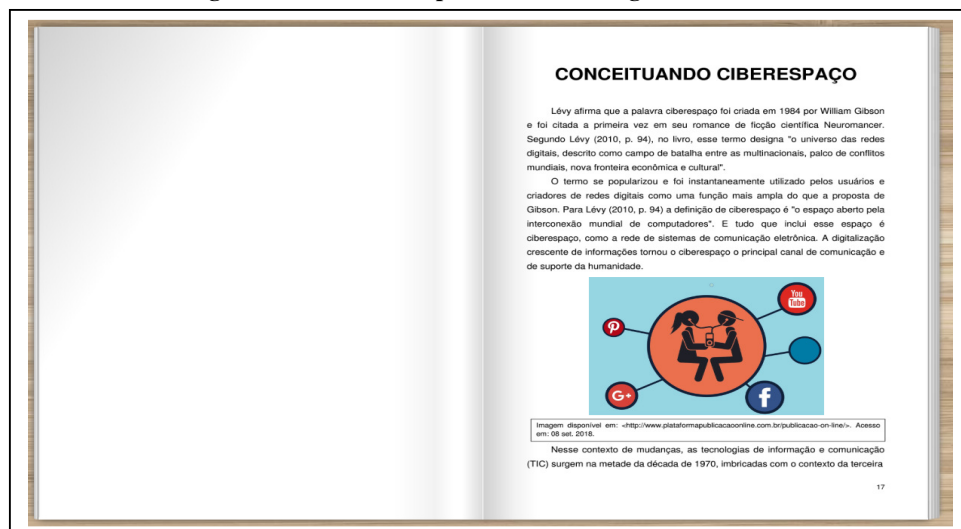 CONCEITUANDO CIBERESPAÇO
Lévy afirma que a palavra ciberespaço foi criada em 1984 por William Gibson
e foi citada a primeira vez em seu romance de ficção científica Neuromancer.
Segundo Lévy (2010, p. 94), no livro, esse termo designa "o universo das redes
digitais, descrito como campo de batalha entre as multinacionais, palco de conflitos
mundiais, nova fronteira econômica e cultural".
O termo se popularizou e foi instantaneamente utilizado pelos usuários e
criadores de redes digitais como uma função mais ampla do que a proposta de
Gibson. Para Lévy (2010, p. 94) a definição de ciberespaço é "o espaço aberto pela
interconexão mundial de computadores". E tudo que inclui esse espaço é
ciberespaço, como a rede de sistemas de comunicação eletrônica. A digitalização
crescente de informações tornou o ciberespaço o principal canal de comunicação e
de suporte da humanidade.
You
Tube
G+
f
Imagem disponível em: <http://www.plataformapublicacaoonline.com.br/publicacao-on-line/>. Acesso
em: 08 set. 2018.
Nesse contexto de mudanças, as tecnologias de informação e comunicação
(TIC) surgem na metade da década de 1970, imbricadas com o contexto da terceira
17